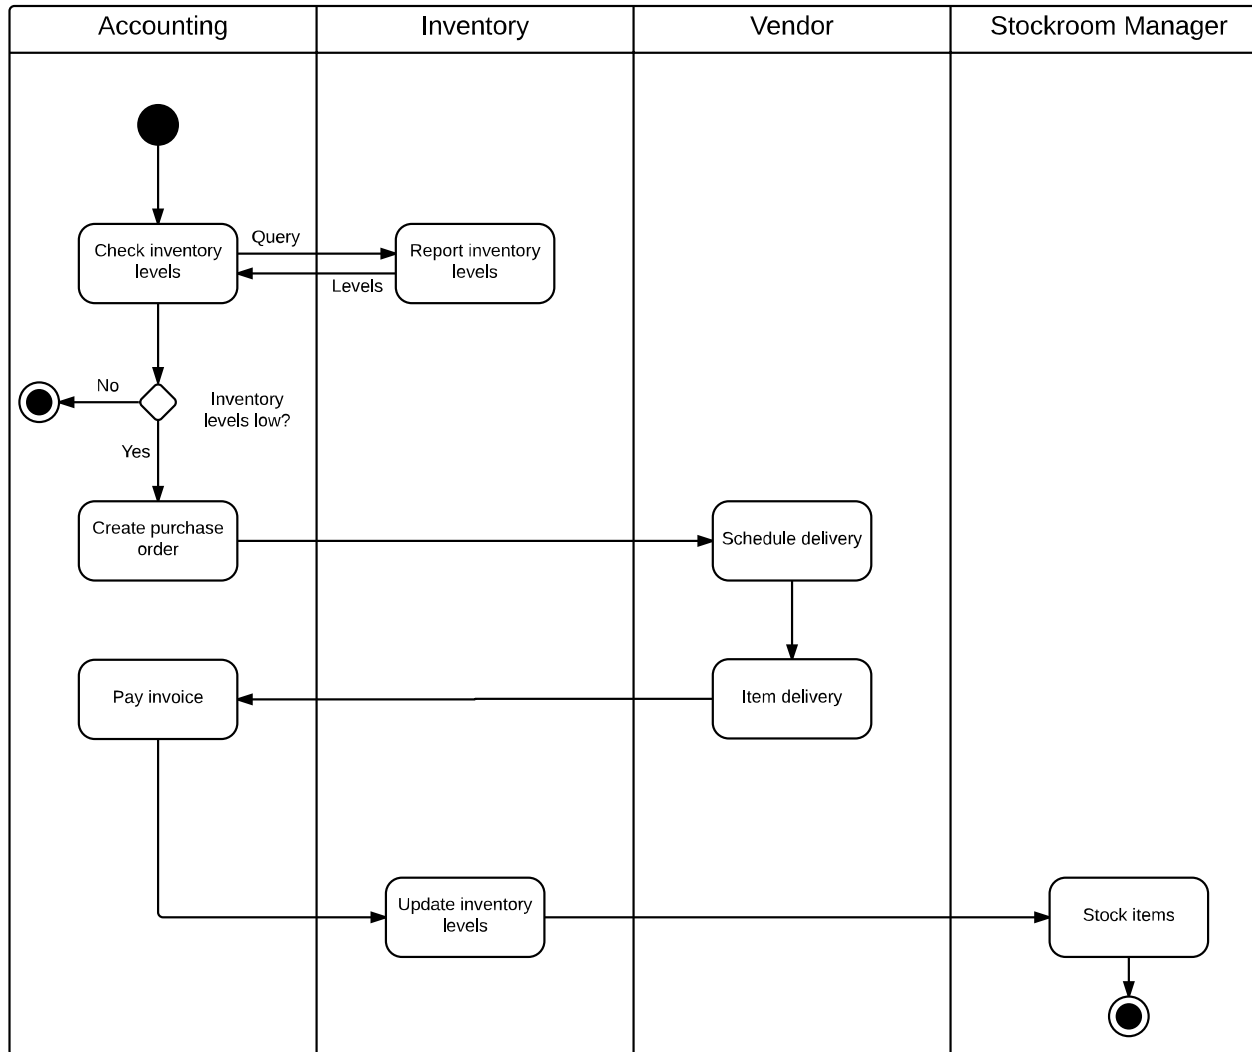 Accounting
Inventory
Vendor
Stockroom Manager
Check inventory
levels
Query
Levels
Report inventory
levels
No
Inventory
levels low?
Yes
Create purchase
order
Schedule delivery
Pay invoice
Item delivery
Update inventory
levels
Stock items